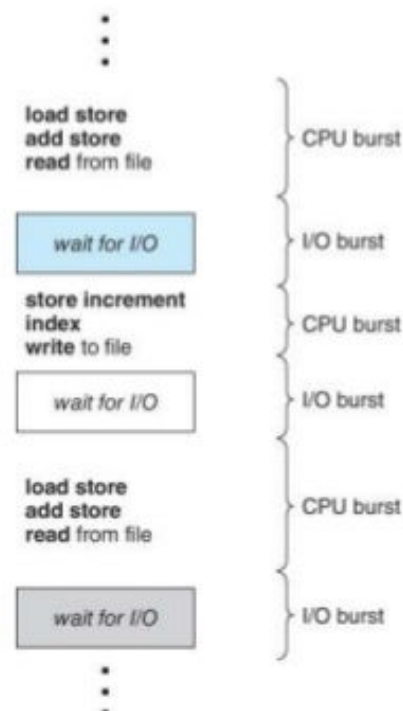 load store
add store
read from file
CPU burst
wait for I/O
I/O burst
store increment
index
write to file
CPU burst
wait for I/O
I/O burst
load store
add store
read from file
CPU burst
wait for I/O
I/O burst